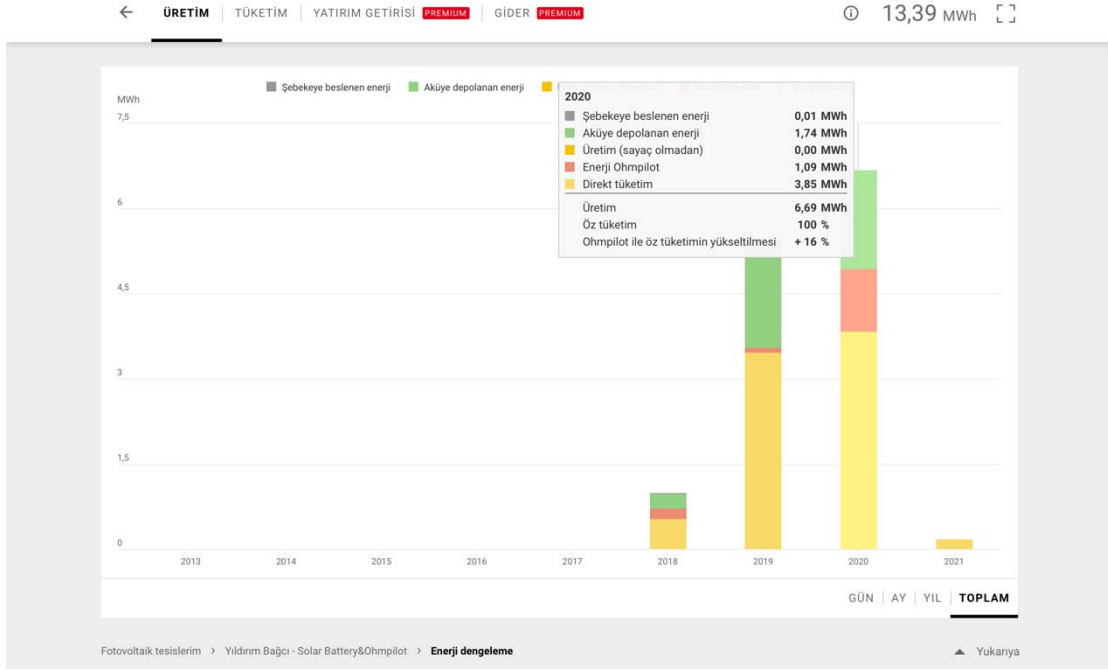 ÜRETİM TÜKETİM YATIRIM GETİRİSİ PREMIUM GİDER PREMIUM 13,39 MWh
Şebekeye beslenen enerji Aküye depolanan enerji
MWh
7,5
6
4,5
3
1,5
0
2020
Şebekeye beslenen enerji 0,01 MWh
Aküye depolanan enerji 1,74 MWh
Üretim (sayaç olmadan) 0,00 MWh
Enerji Ohmpilot 1,09 MWh
Direkt tüketim 3,85 MWh
Üretim 6,69 MWh
Öz tüketim 100 %
Ohmpilot ile öz tüketimin yükseltilmesi + 16 %
2013 2014 2015 2016 2017 2018 2019 2020 2021
GÜN AY YIL TOPLAM
Fotovoltaik tesislerim > Yıldırım Bağcı - Solar Battery&Ohmpilot > Enerji dengeleme Yukarıya